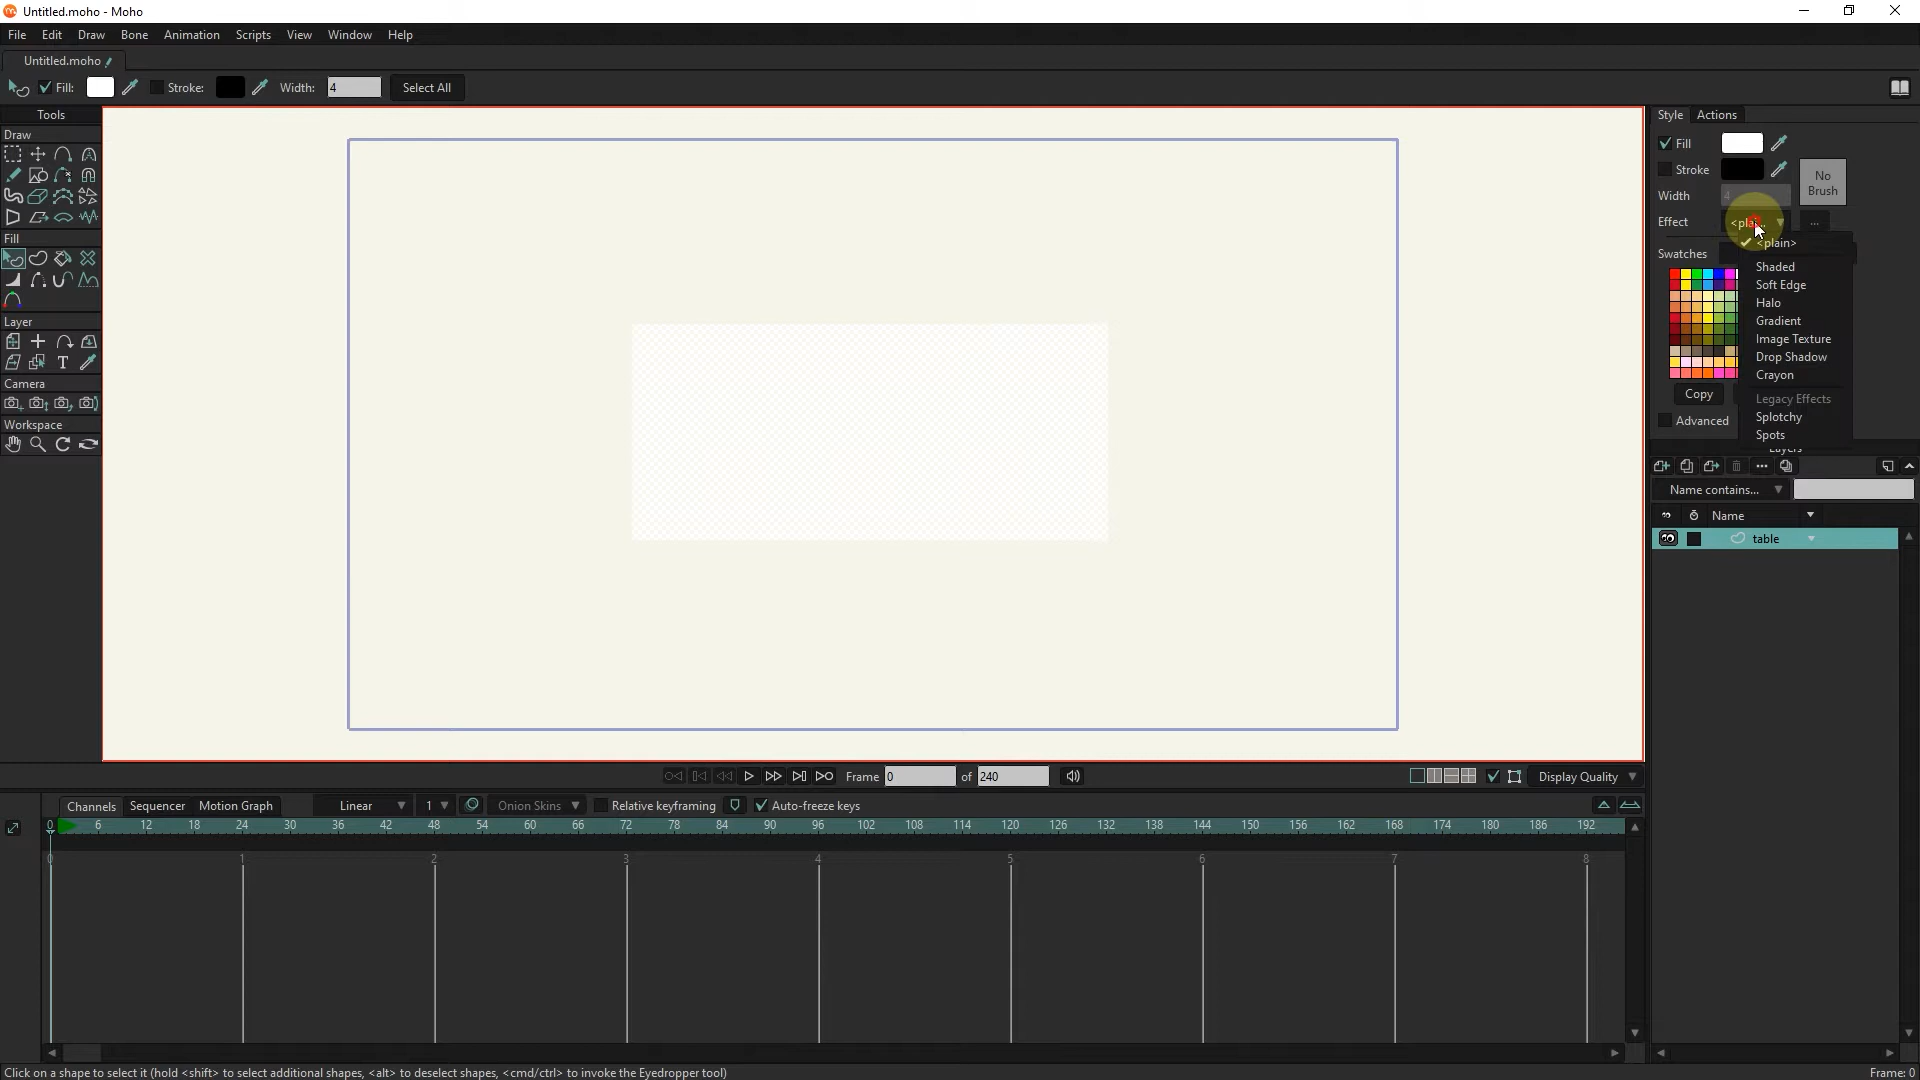 Untitled.moho - Moho
File Edit Draw Bone Animation Scripts View Window Help
Untitled.moho
Fill: Stroke: Width: 4 Select All
Tools
Draw
Fill
Layer
T
Camera
Workspace
Style Actions
Fill
Stroke
No Brush
Width 4
Effect ...
<plain>
Swatches
Shaded
Soft Edge
Halo
Gradient
Image Texture
Drop Shadow
Crayon
Copy
Legacy Effects
Advanced
Splotchy
Spots
Layers
Name contains...
Name
table
Frame 0 of 240
Display Quality
Channels Sequencer Motion Graph Linear 1 Onion Skins Relative keyframing Auto-freeze keys
0 6 12 18 24 30 36 42 48 54 60 66 72 78 84 90 96 102 108 114 120 126 132 138 144 150 156 162 168 174 180 186 192
0 1 2 3 4 5 6 7 8
Click on a shape to select it (hold <shift> to select additional shapes, <alt> to deselect shapes, <cmd/ctrl> to invoke the Eyedropper tool)
Frame: 0